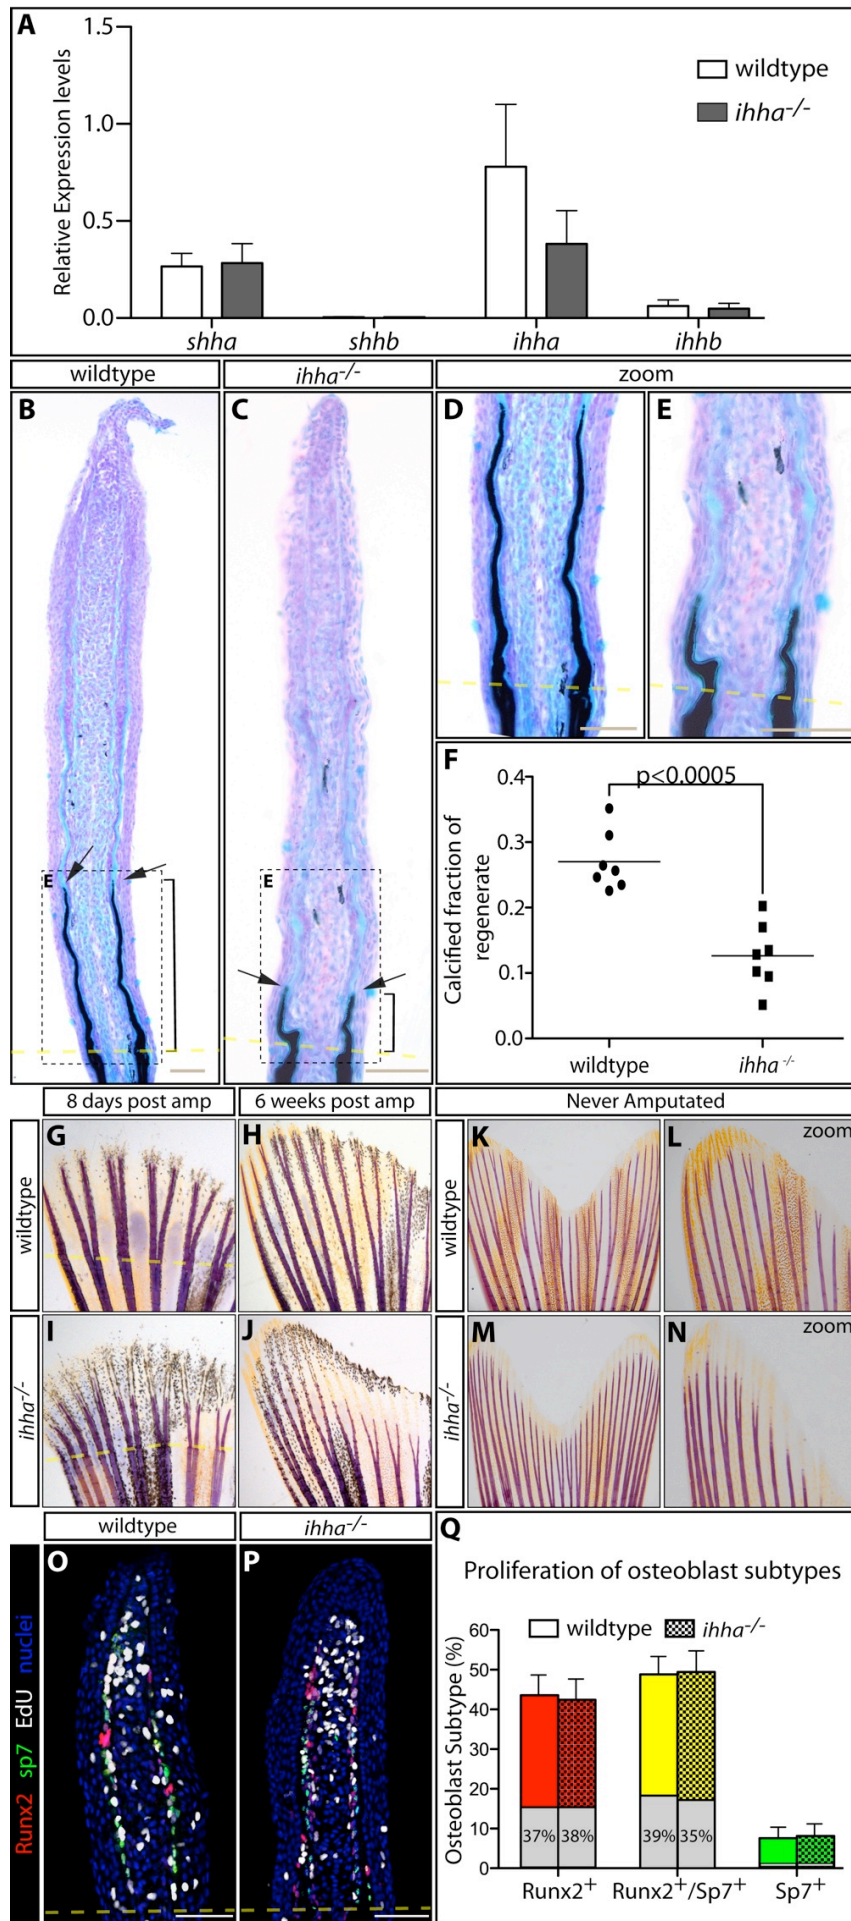 A
Relative Expression levels
1.5
1.0
0.5
0.0
wildtype
ihha-/-
shha
shhb
ihha
ihhb
wildtype
ihha-/-
zoom
B
C
D
E
E
E
F
p<0.0005
Calcified fraction of
regenerate
0.4
0.3
0.2
0.1
0.0
wildtype
ihha-/-
8 days post amp
6 weeks post amp
Never Amputated
wildtype
G
H
K
L
zoom
wildtype
ihha-/-
I
J
M
N
zoom
ihha-/-
wildtype
ihha-/-
Runx2 sp7 EdU nuclei
O
P
Q
Proliferation of osteoblast subtypes
Osteoblast Subtype (%)
60
50
40
30
20
10
0
wildtype
ihha-/-
37%
38%
39%
35%
Runx2+
Runx2+/Sp7+
Sp7+